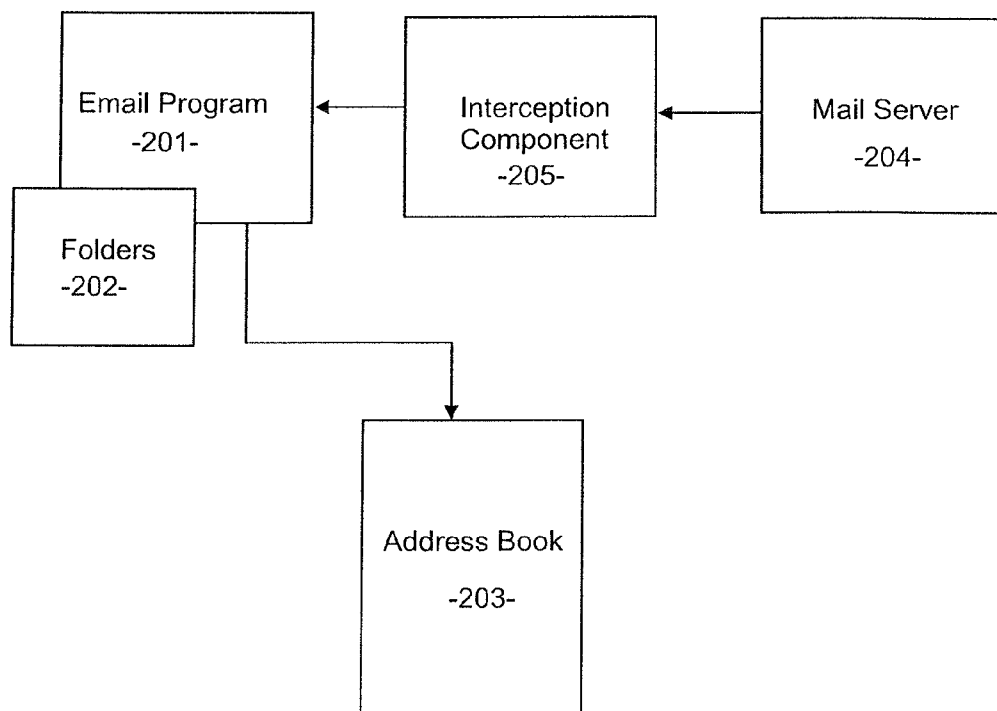 Email Program
-201-
Interception
Component
-205-
Mail Server
-204-
Folders
-202-
Address Book
-203-